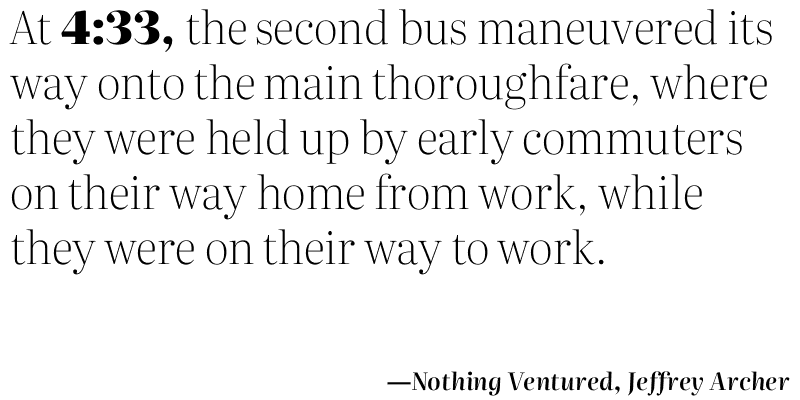 At 4:33, the second bus maneuvered its
way onto the main thoroughfare, where
they were held up by early commuters
on their way home from work, while
they were on their way to work.
—Nothing Ventured, Jeffrey Archer